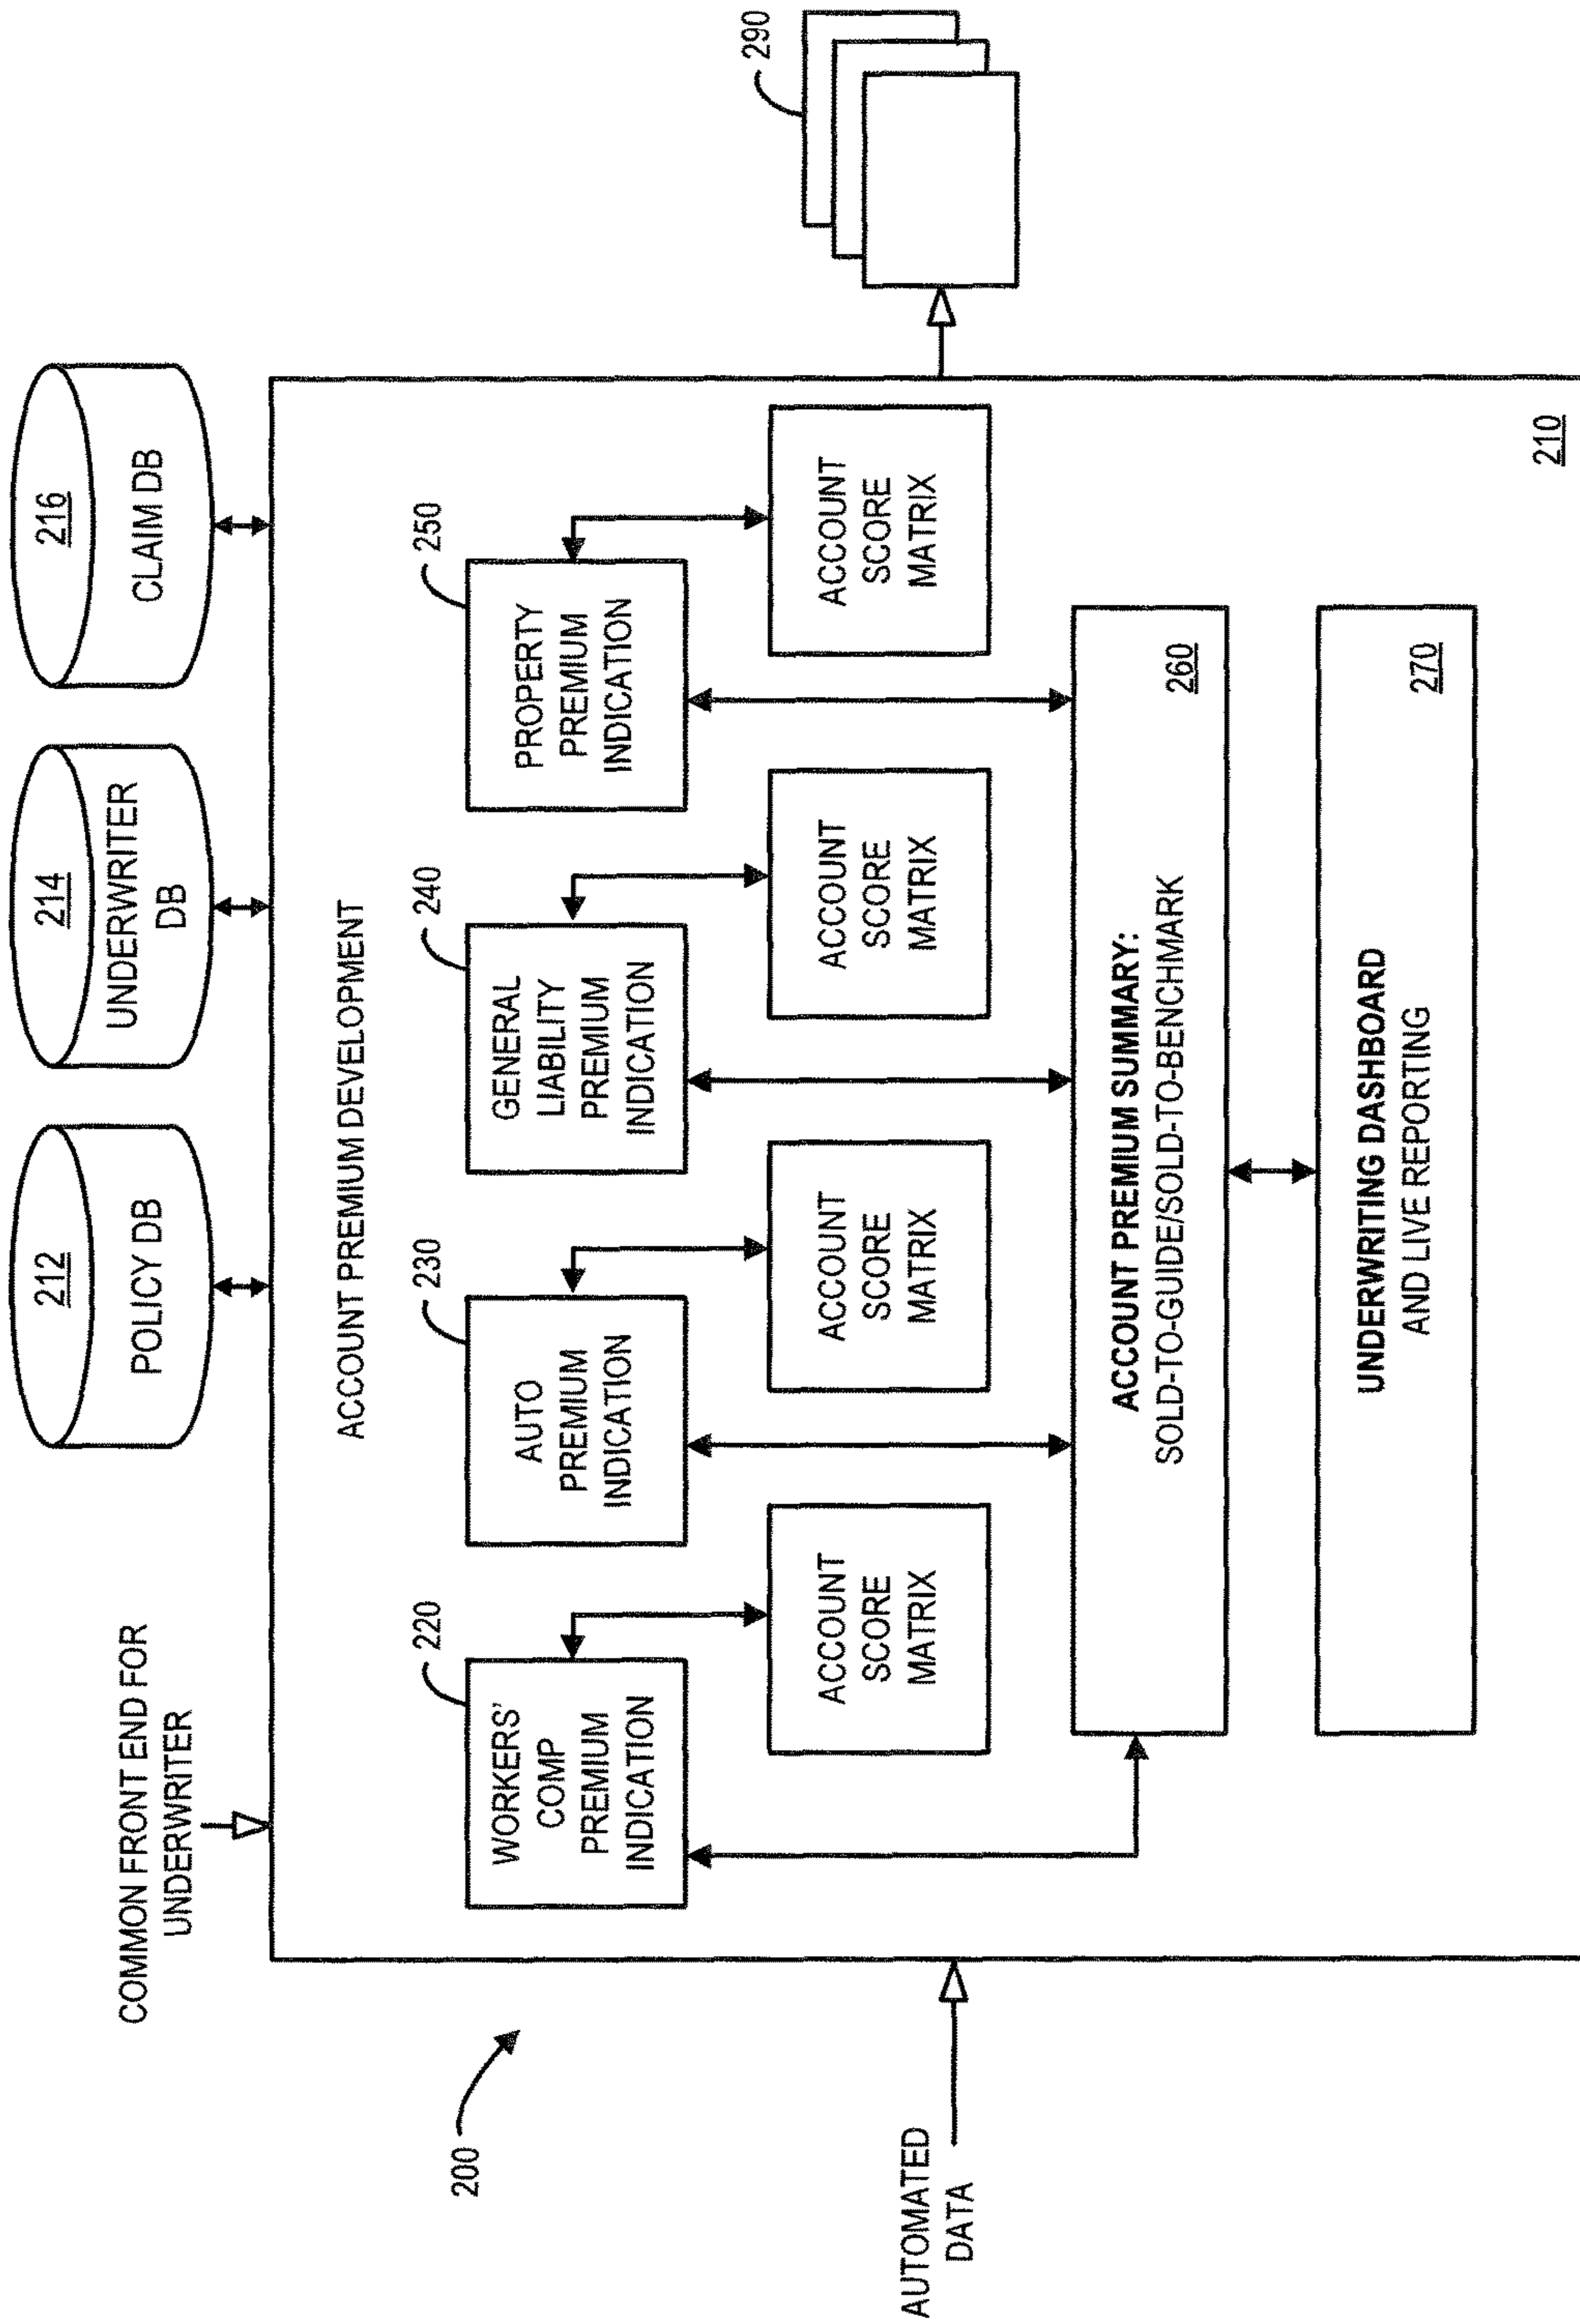 COMMON FRONT END FOR
UNDERWRITER
212
POLICY DB
214
UNDERWRITER
DB
216
CLAIM DB
200
ACCOUNT PREMIUM DEVELOPMENT
220
WORKERS'
COMP
PREMIUM
INDICATION
230
AUTO
PREMIUM
INDICATION
240
GENERAL
LIABILITY
PREMIUM
INDICATION
250
PROPERTY
PREMIUM
INDICATION
ACCOUNT
SCORE
MATRIX
ACCOUNT
SCORE
MATRIX
ACCOUNT
SCORE
MATRIX
ACCOUNT
SCORE
MATRIX
290
AUTOMATED
DATA
ACCOUNT PREMIUM SUMMARY:
SOLD-TO-GUIDE/SOLD-TO-BENCHMARK
260
UNDERWRITING DASHBOARD
AND LIVE REPORTING
270
210